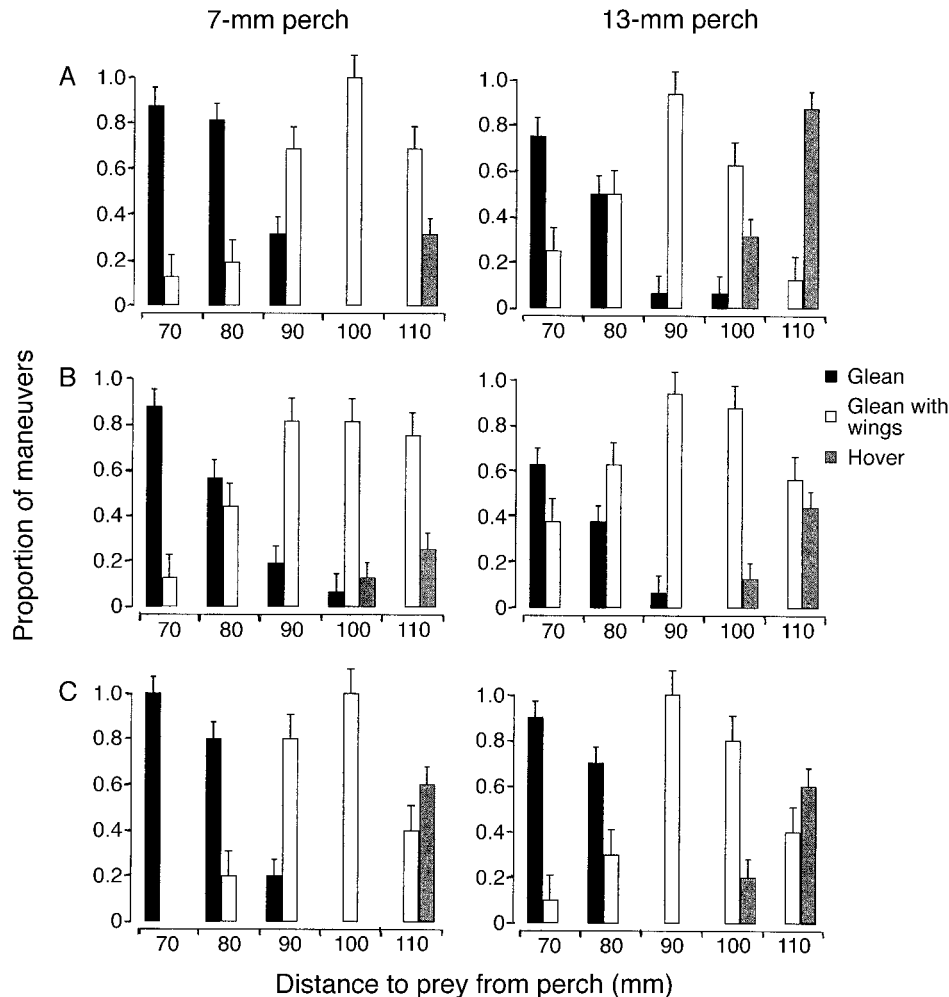 7-mm perch 13-mm perch
A
1.0 1.0
0.8 0.8
0.6 0.6
0.4 0.4
0.2 0.2
0 0
70 80 90 100 110 70 80 90 100 110
B
1.0 1.0
0.8 0.8
0.6 0.6
0.4 0.4
0.2 0.2
0 0
70 80 90 100 110 70 80 90 100 110
Glean
Glean with
wings
Hover
C
1.0 1.0
0.8 0.8
0.6 0.6
0.4 0.4
0.2 0.2
0 0
70 80 90 100 110 70 80 90 100 110
Proportion of maneuvers
Distance to prey from perch (mm)